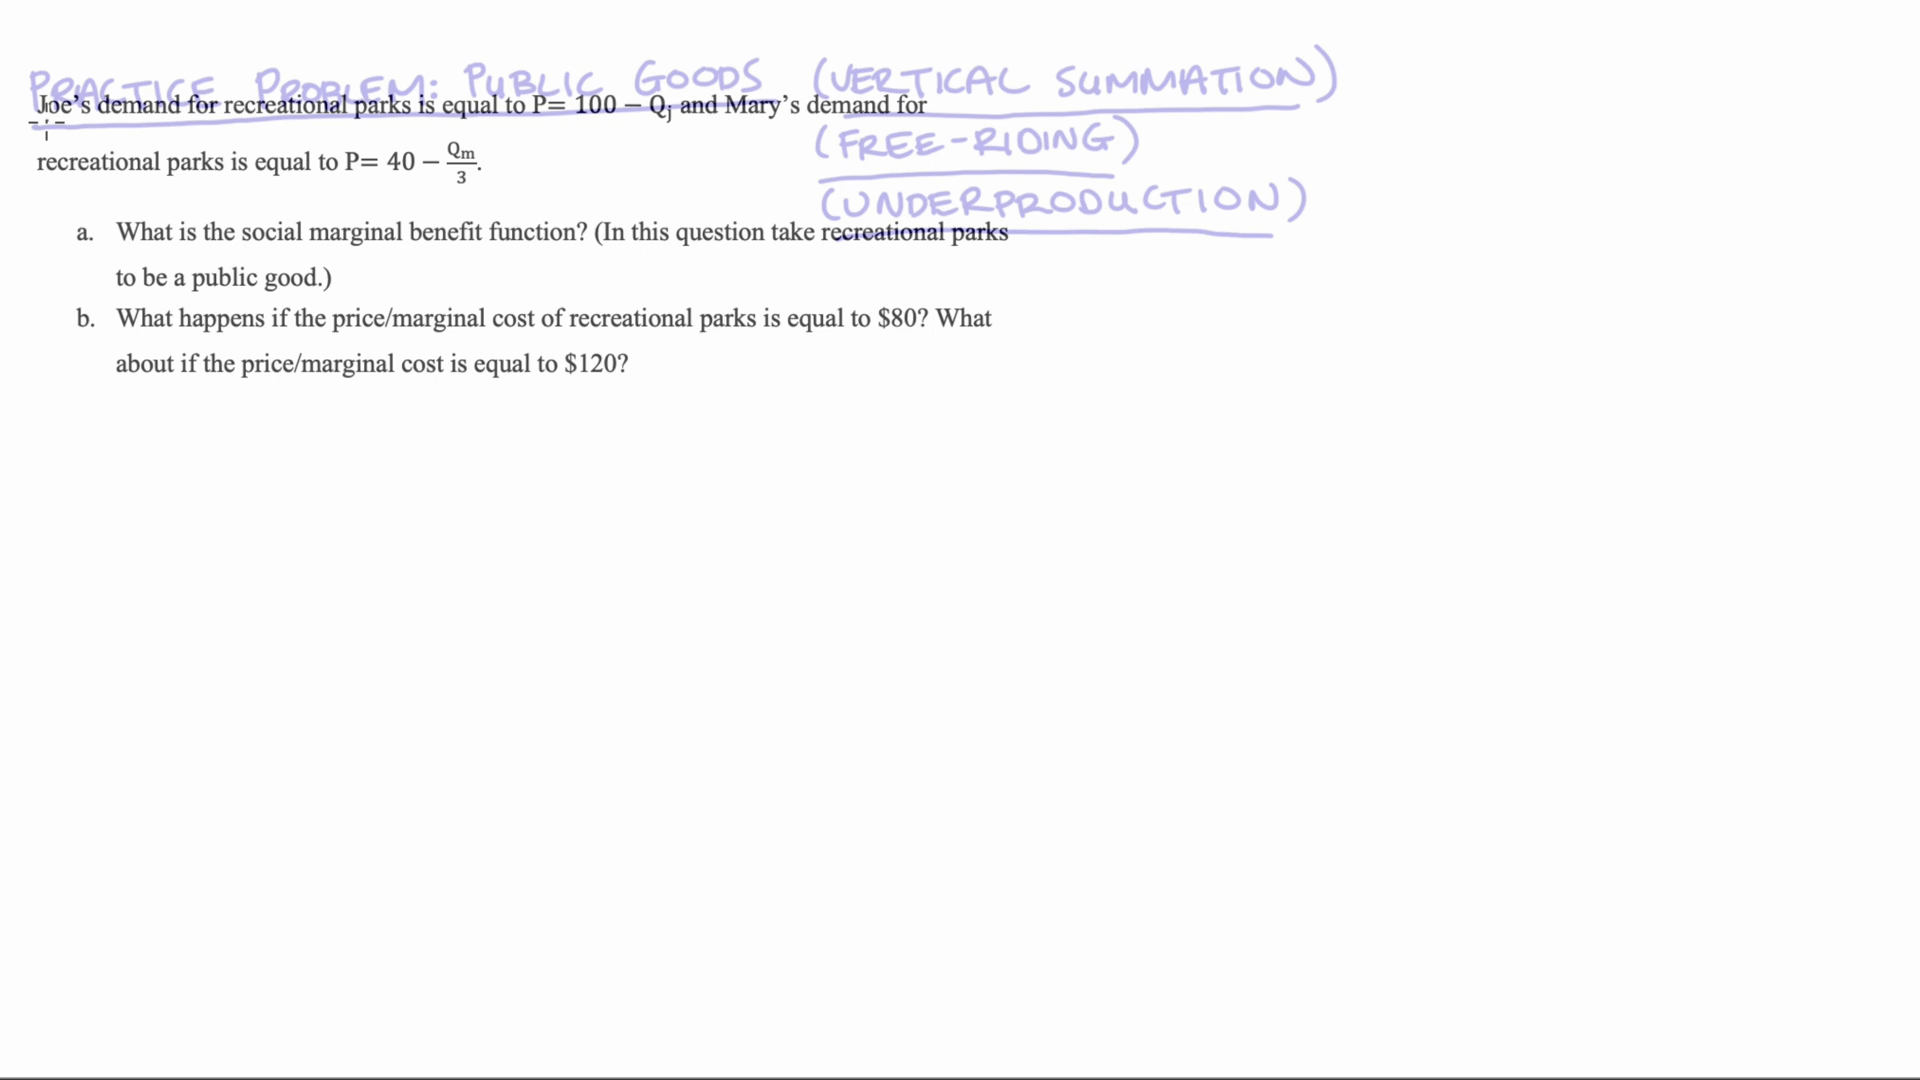 PRACTICE PROBLEM: PUBLIC GOODS (VERTICAL SUMMATION)
Joe's demand for recreational parks is equal to P= 100 – Qj and Mary's demand for
(FREE-RIDING)
recreational parks is equal to P= 40 – Qm/3.
(UNDERPRODUCTION)
a. What is the social marginal benefit function? (In this question take recreational parks
to be a public good.)
b. What happens if the price/marginal cost of recreational parks is equal to $80? What
about if the price/marginal cost is equal to $120?